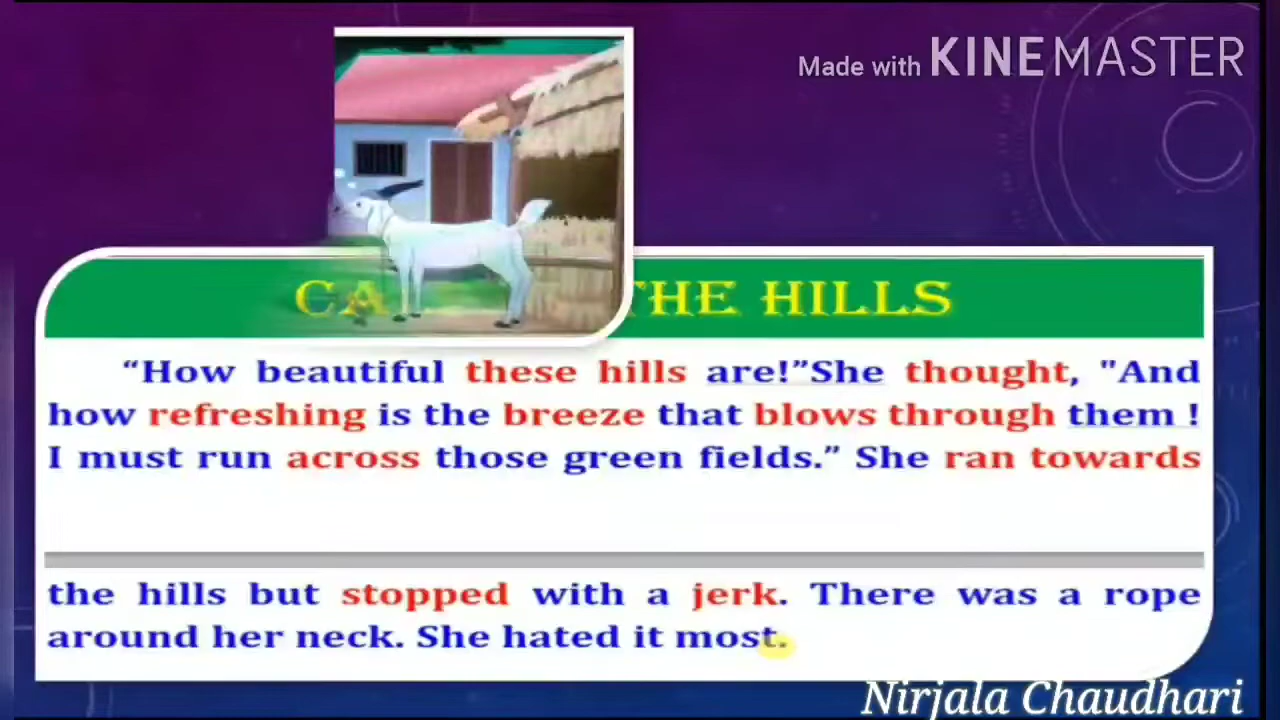 Made with KINEMASTER
CA THE HILLS
“How beautiful these hills are!”She thought, "And
how refreshing is the breeze that blows through them !
I must run across those green fields.” She ran towards
the hills but stopped with a jerk. There was a rope
around her neck. She hated it most.
Nirjala Chaudhari